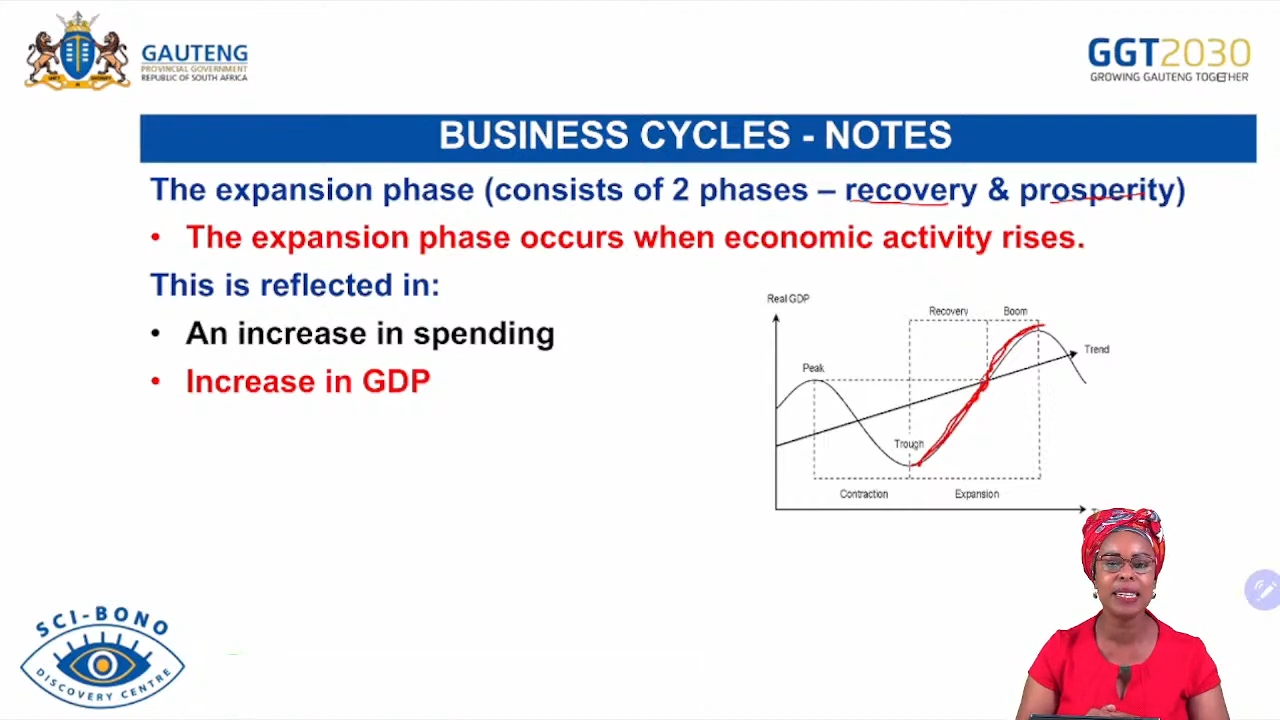 GAUTENG
PROVINCIAL GOVERNMENT
REPUBLIC OF SOUTH AFRICA
GGT2030
GROWING GAUTENG TOGETHER
BUSINESS CYCLES - NOTES
The expansion phase (consists of 2 phases – recovery & prosperity)
• The expansion phase occurs when economic activity rises.
This is reflected in:
• An increase in spending
• Increase in GDP
Real GDP
Recovery
Boom
Trend
Peak
Trough
Contraction
Expansion
SCI-BONO
DISCOVERY CENTRE